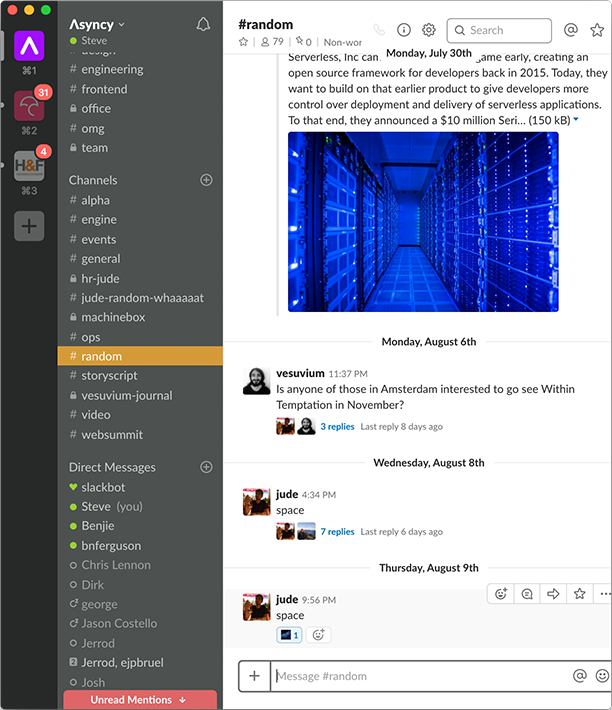 Asyncy
Steve
⌘1
31
⌘2
4
H&F
⌘3
design
# engineering
# frontend
office
# omg
team
Channels
# alpha
# engine
# events
# general
hr-jude
# jude-random-whaaaat
machinebox
# ops
# random
# storyscript
vesuvium-journal
# video
# websummit
Direct Messages
slackbot
Steve (you)
Benjie
bnferguson
Chris Lennon
Dirk
george
Jason Costello
Jerrod
2 Jerrod, ejpbruel
Josh
Unread Mentions ↓
#random
79
0
Non-wor
Search
Monday, July 30th
Serverless, Inc can game early, creating an
open source framework for developers back in 2015. Today, they
want to build on that earlier product to give developers more
control over deployment and delivery of serverless applications.
To that end, they announced a $10 million Seri... (150 kB)
Monday, August 6th
vesuvium 11:37 PM
Is anyone of those in Amsterdam interested to go see Within
Temptation in November?
3 replies Last reply 8 days ago
Wednesday, August 8th
jude 4:34 PM
space
7 replies Last reply 6 days ago
Thursday, August 9th
jude 9:56 PM
space
1
Message #random